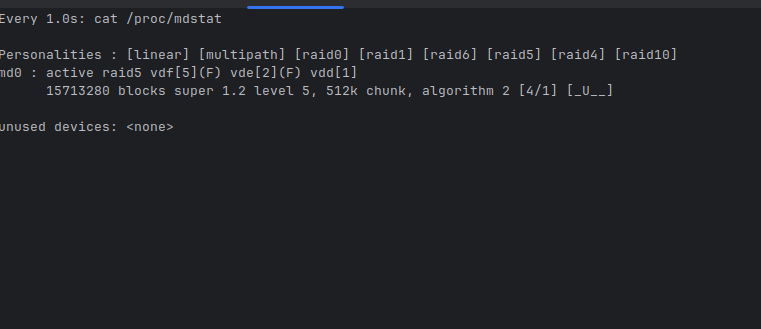 Every 1.0s: cat /proc/mdstat
Personalities : [linear] [multipath] [raid0] [raid1] [raid6] [raid5] [raid4] [raid10]
md0 : active raid5 vdf[5](F) vde[2](F) vdd[1]
15713280 blocks super 1.2 level 5, 512k chunk, algorithm 2 [4/1] [_U__]
unused devices: <none>